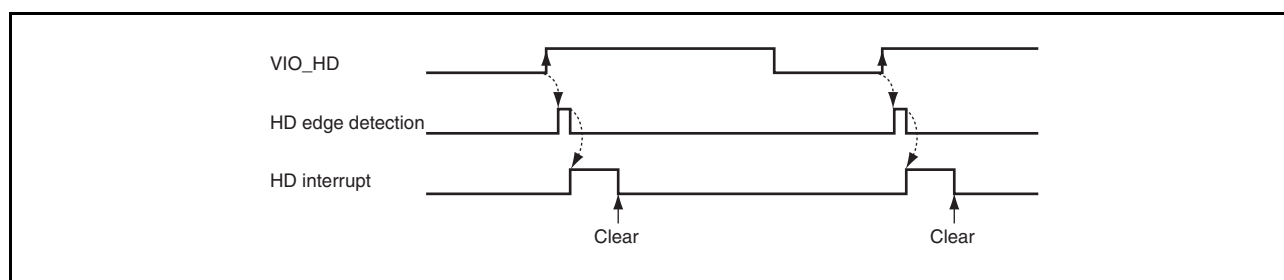 VIO_HD
HD edge detection
HD interrupt
Clear Clear